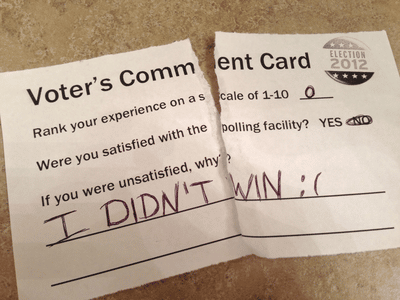 Voter's Comment Card
ELECTION
2012
Rank your experience on a scale of 1-10 0
Were you satisfied with the polling facility? YES NO
If you were unsatisfied, why?
I DIDN'T WIN :(